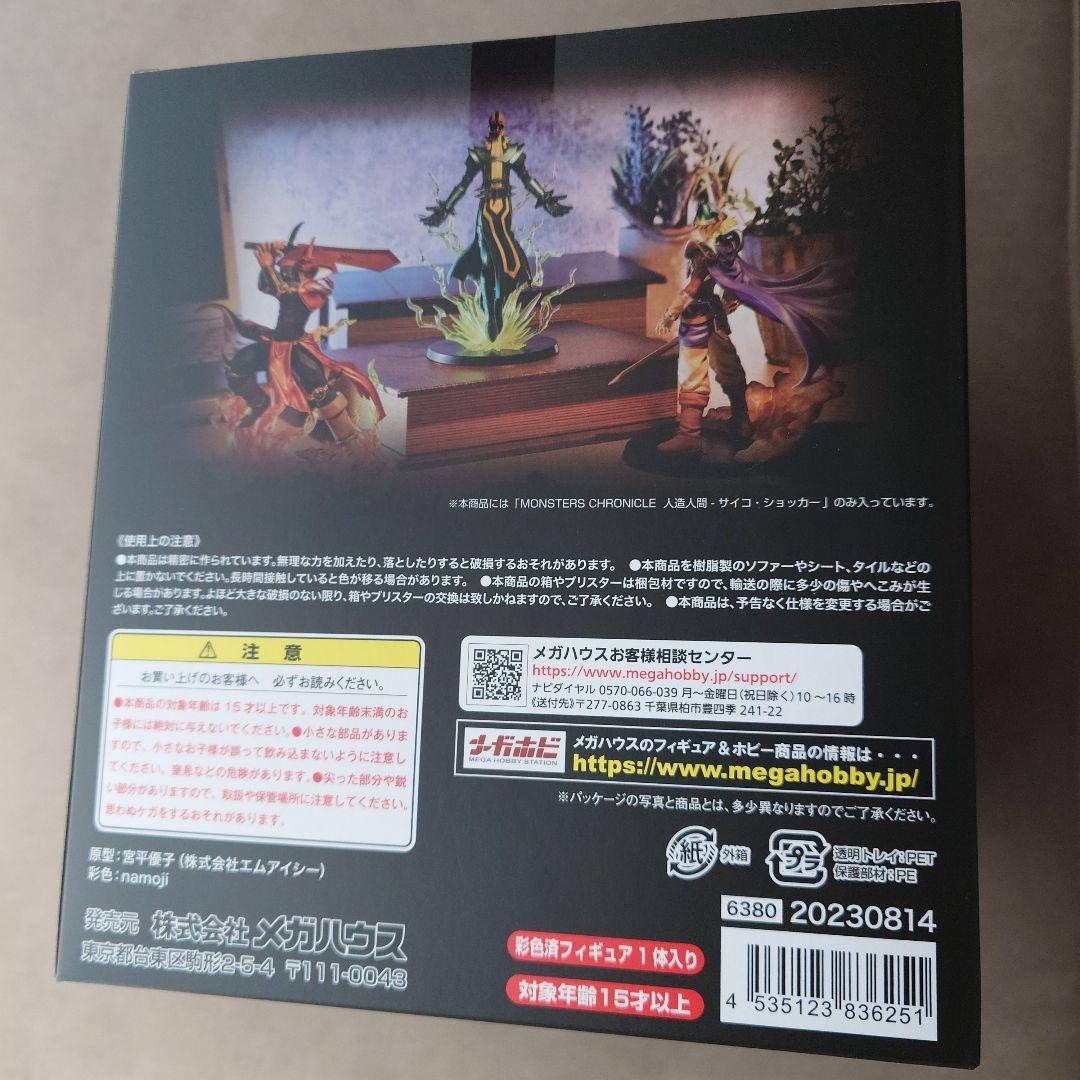 ※本商品には「MONSTERS CHRONICLE 人造人間 - サイコ・ショッカー」のみ入っています。
《使用上の注意》
●本商品は精密に作られています。無理な力を加えたり、落としたりすると破損するおそれがあります。 ●本商品を樹脂製のソファーやシート、タイルなどの
上に置かないでください。長時間接触していると色が移る場合があります。 ●本商品の箱やブリスターは梱包材ですので、輸送の際に多少の傷やへこみが生
じる場合があります。よほど大きな破損のない限り、箱やブリスターの交換は致しかねますので、ご了承ください。 ●本商品は、予告なく仕様を変更する場合がご
ざいます。ご了承ください。
注 意
お買い上げのお客様へ 必ずお読みください。
●本商品の対象年齢は15才以上です。対象年齢未満のお
子様には絶対に与えないでください。●小さな部品がありま
すので、小さなお子様が誤って飲み込まないように注意し
てください。窒息などの危険があります。●尖った部分や鋭
い部分がありますので、取扱や保管場所に注意してください。
思わぬケガをするおそれがあります。
メガハウスお客様相談センター
https://www.megahobby.jp/support/
ナビダイヤル 0570-066-039 月～金曜日(祝日除く)10～16時
《送付先》〒277-0863 千葉県柏市豊四季 241-22
メガホビ
MEGA HOBBY STATION
メガハウスのフィギュア&ホビー商品の情報は・・・
https://www.megahobby.jp/
※パッケージの写真と商品とは、多少異なりますのでご了承ください。
紙
外箱
プラ
透明トレイ:PET
保護部材:PE
原型:宮平優子(株式会社エムアイシー)
彩色:namoji
発売元 株式会社 メガハウス
東京都台東区駒形2-5-4 〒111-0043
彩色済フィギュア1体入り
対象年齢15才以上
6380 20230814
4 535123 836251